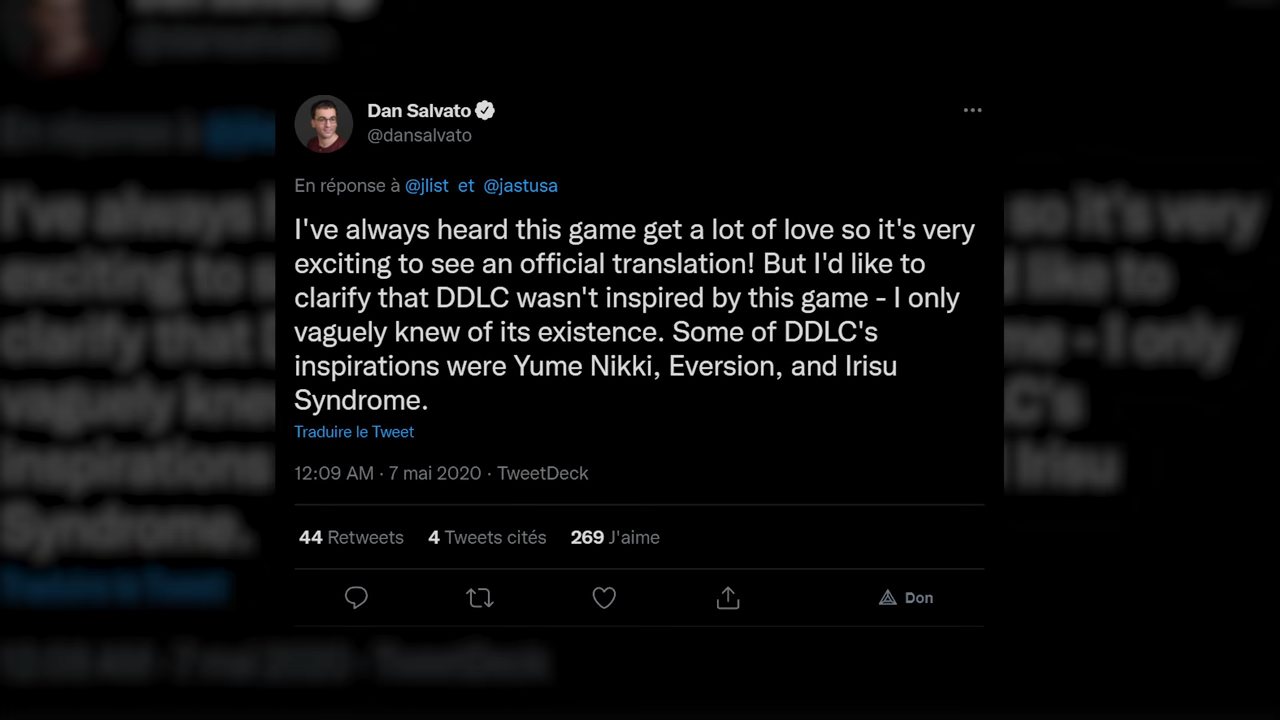 Dan Salvato
@dansalvato
En réponse à @jlist et @jastusa
I've always heard this game get a lot of love so it's very
exciting to see an official translation! But I'd like to
clarify that DDLC wasn't inspired by this game - I only
vaguely knew of its existence. Some of DDLC's
inspirations were Yume Nikki, Eversion, and Irisu
Syndrome.
Traduire le Tweet
12:09 AM · 7 mai 2020 · TweetDeck
44 Retweets 4 Tweets cités 269 J'aime
Don